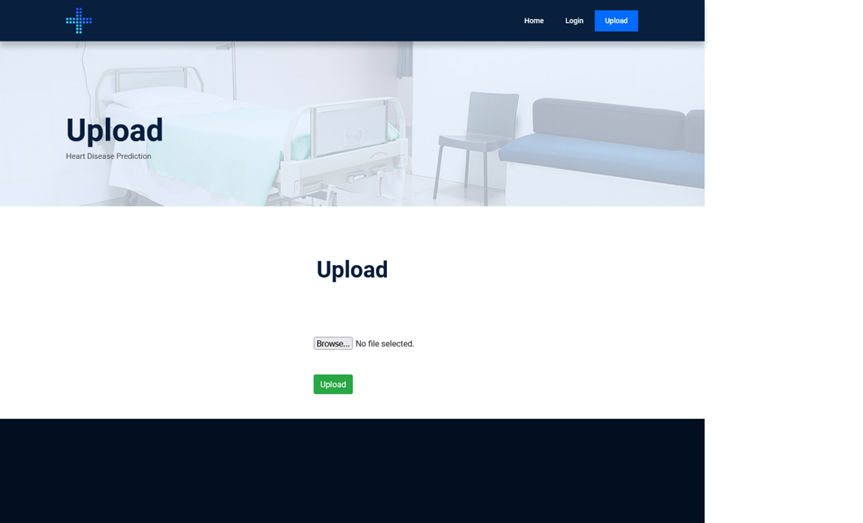 Home Login Upload
Upload
Heart Disease Prediction
Upload
Browse... No file selected.
Upload